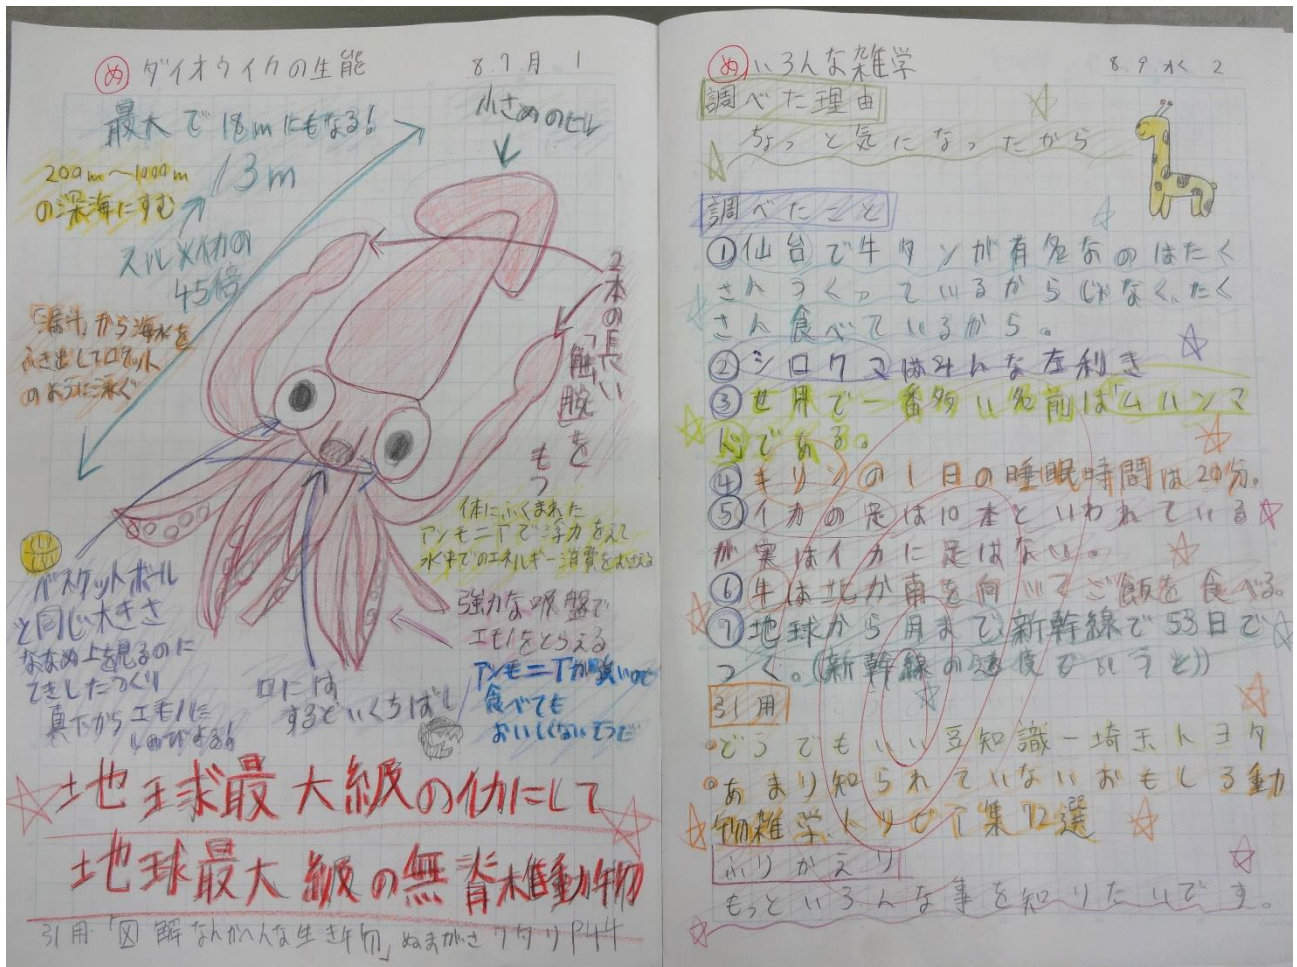 め ダイオウイカの生能
8.7 月 1
最大で18mにもなる!
小さめのビル
13m
200m〜1000m
の深海にすむ
スルメイカの
45倍
「漏斗」から海水を
ふき出してロケット
のように泳ぐ
2本の長い
「触腕」を
もつ
体にふくまれた
アンモニアで浮力をえて
水中でのエネルギー消費をおさえる
バスケットボール
と同じ大きさ
ななめ上を見るのに
てきしたつくり
真下からエモノに
しのびよる!
口には
するどいくちばし
強力な吸盤で
エモノをとらえる
アンモニアが強いので
食べても
おいしくないそうだ
地球最大級のイカにして
地球最大級の無脊椎動物
引用「図解なんかへんな生き物」ぬまがさワタリP44
め いろんな雑学
8.9 水 2
調べた理由
ちょっと気になったから
調べたこと
①仙台で牛タンが有名なのはたく
さんつくっているからじゃなく、たく
さん食べているから。
②シロクマはみんな左利き
③世界で一番多い名前は「ムハンマ
ド」である。
④キリンの1日の睡眠時間は20分。
⑤イカの足は10本といわれている
が実はイカに足はない。
⑥牛は北か南を向いてご飯を食べる。
⑦地球から月まで、新幹線で53日で
つく。(新幹線の速度でいうと))
引用
・どうでもいい豆知識ー埼玉トヨタ
・あまり知られていないおもしろ動
物雑学、トリビア集72選
ふりかえり
もっといろんな事を知りたいです。